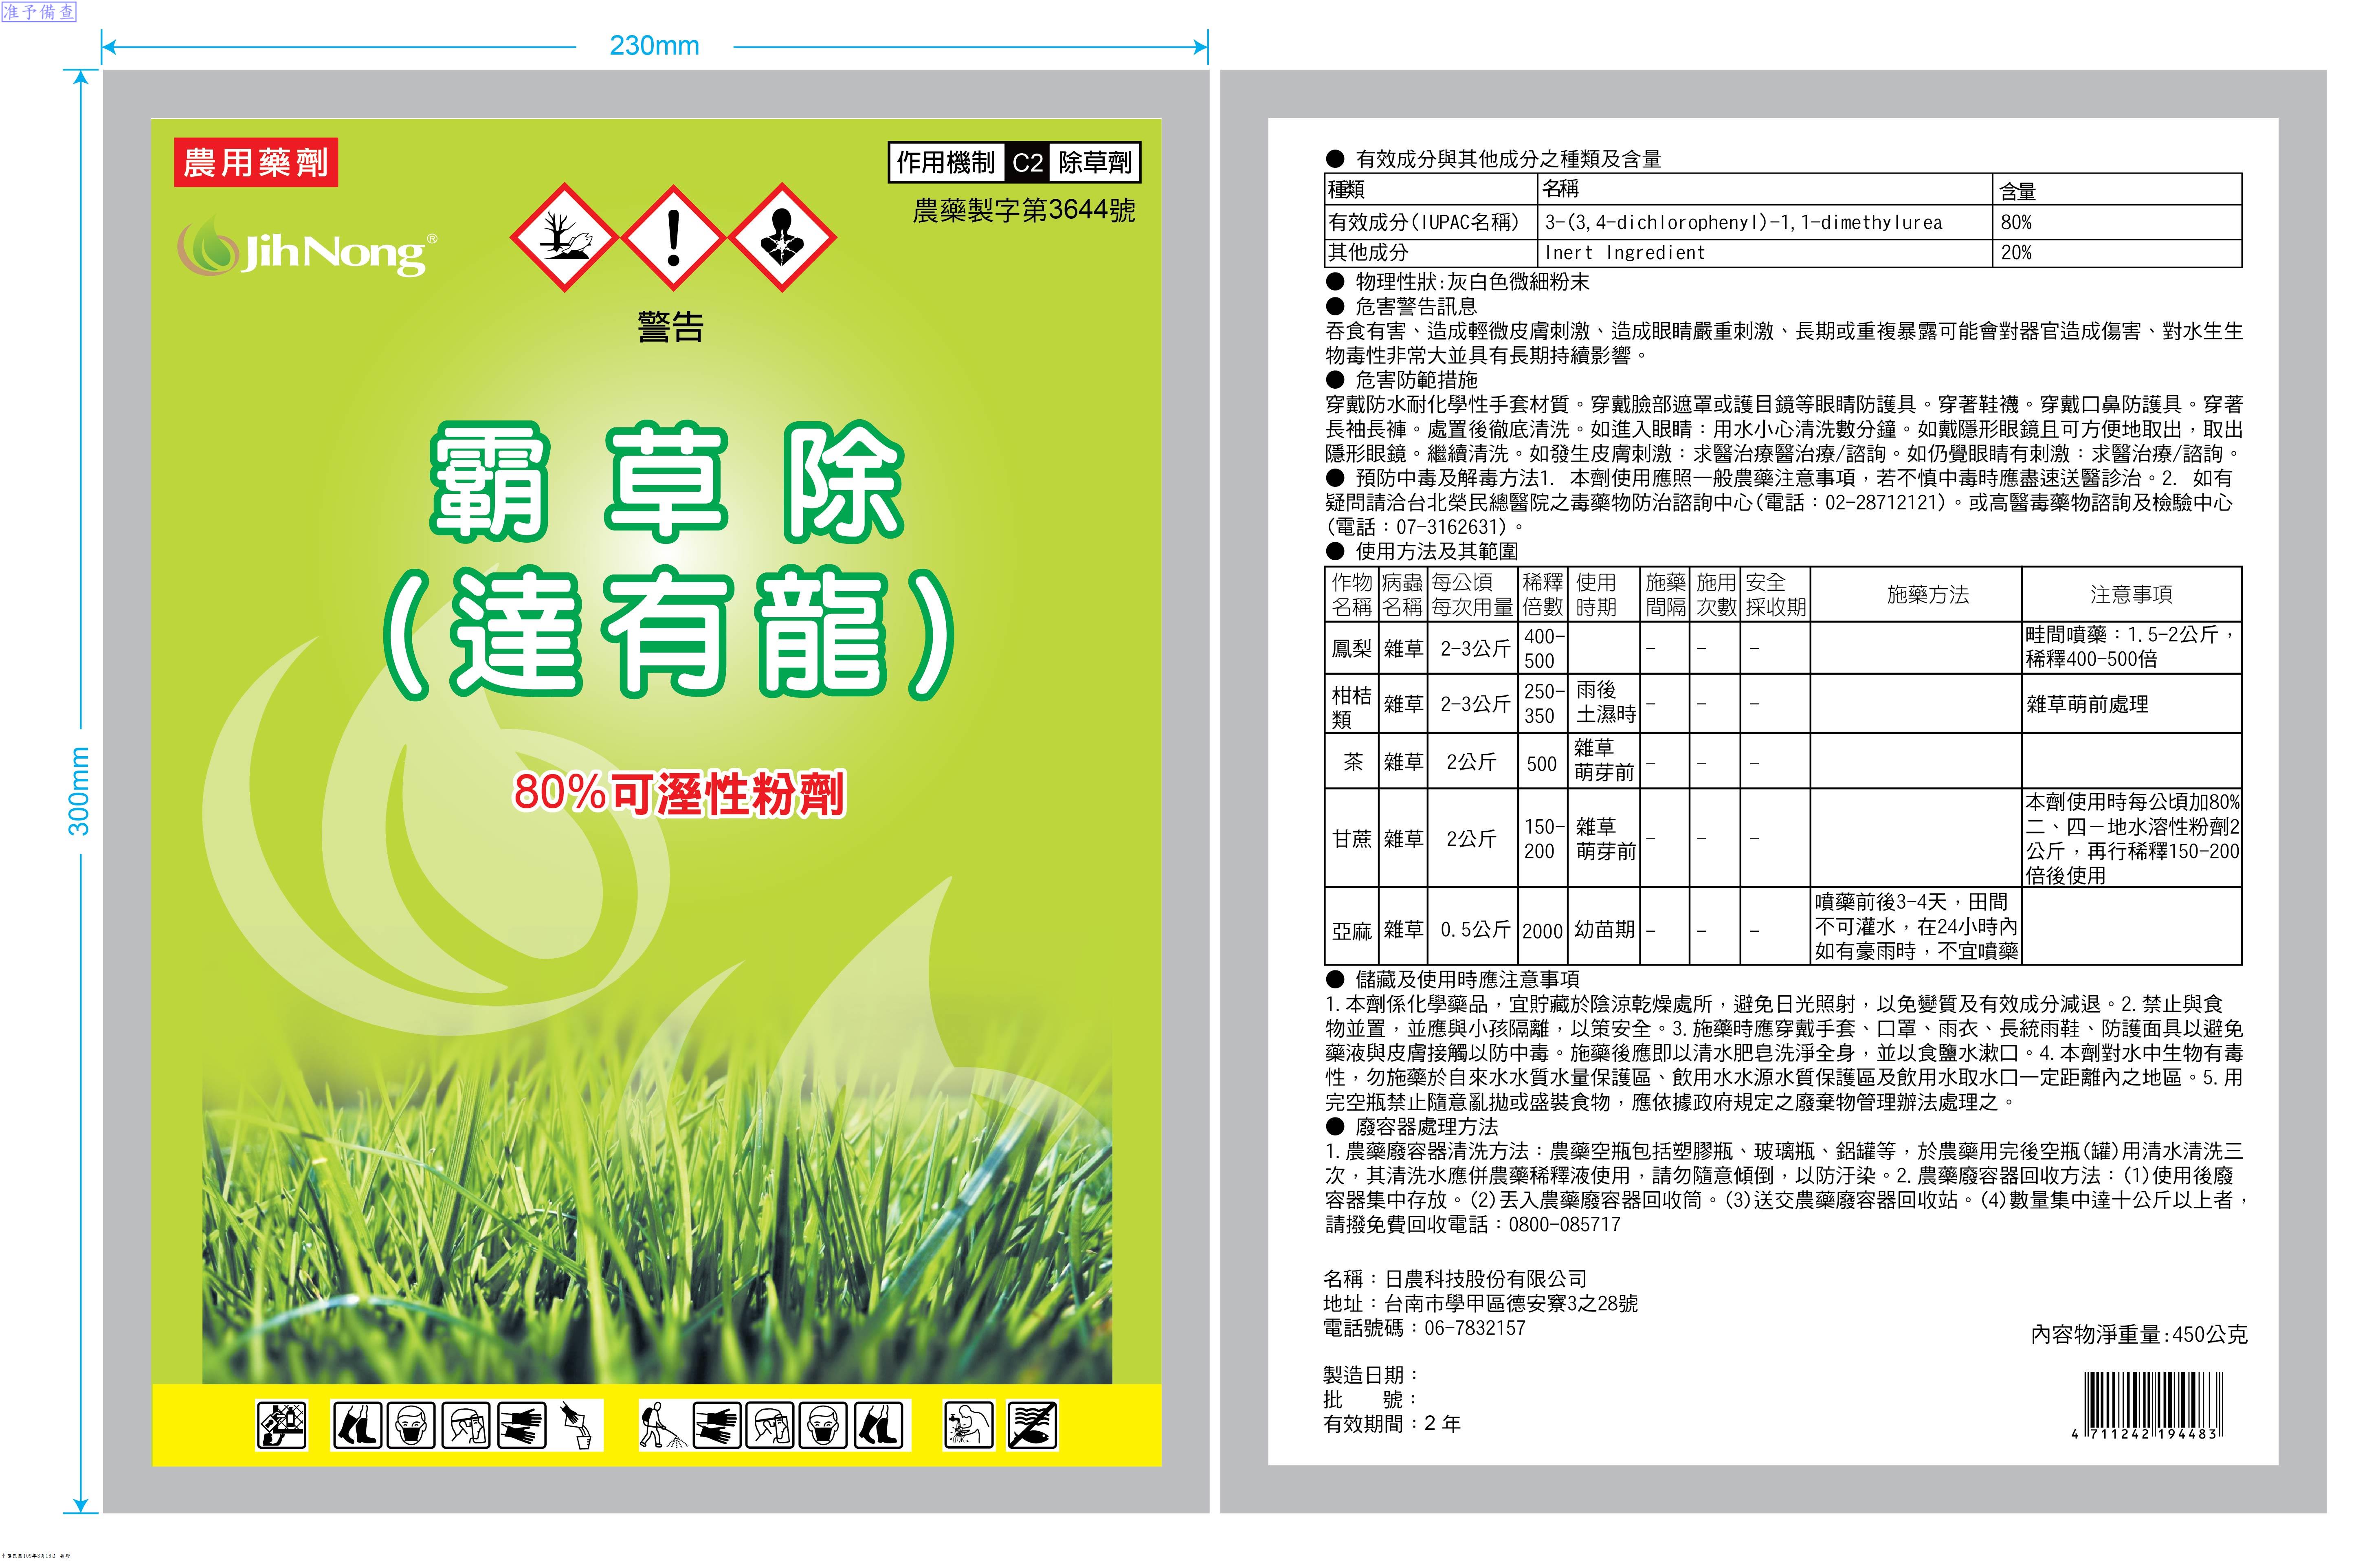 准予備查
230mm
300mm
農用藥劑
作用機制 C2 除草劑
農藥製字第3644號
JihNong®
警告
霸草除
(達有龍)
80%可溼性粉劑
● 有效成分與其他成分之種類及含量
種類 名稱 含量
有效成分(IUPAC名稱) 3-(3,4-dichlorophenyl)-1,1-dimethylurea 80%
其他成分 Inert Ingredient 20%
● 物理性狀:灰白色微細粉末
● 危害警告訊息
吞食有害、造成輕微皮膚刺激、造成眼睛嚴重刺激、長期或重複暴露可能會對器官造成傷害、對水生生
物毒性非常大並具有長期持續影響。
● 危害防範措施
穿戴防水耐化學性手套材質。穿戴臉部遮罩或護目鏡等眼睛防護具。穿著鞋襪。穿戴口鼻防護具。穿著
長袖長褲。處置後徹底清洗。如進入眼睛：用水小心清洗數分鐘。如戴隱形眼鏡且可方便地取出，取出
隱形眼鏡。繼續清洗。如發生皮膚刺激：求醫治療醫治療/諮詢。如仍覺眼睛有刺激：求醫治療/諮詢。
● 預防中毒及解毒方法1. 本劑使用應照一般農藥注意事項，若不慎中毒時應盡速送醫診治。2. 如有
疑問請洽台北榮民總醫院之毒藥物防治諮詢中心(電話：02-28712121)。或高醫毒藥物諮詢及檢驗中心
(電話：07-3162631)。
● 使用方法及其範圍
作物名稱 病蟲名稱 每公頃每次用量 稀釋倍數 使用時期 施藥間隔 施用次數 安全採收期 施藥方法 注意事項
鳳梨 雜草 2-3公斤 400-500 - - - 畦間噴藥：1.5-2公斤，稀釋400-500倍
柑桔類 雜草 2-3公斤 250-350 雨後土濕時 - - - 雜草萌前處理
茶 雜草 2公斤 500 雜草萌芽前 - - -
甘蔗 雜草 2公斤 150-200 雜草萌芽前 - - - 本劑使用時每公頃加80%二、四－地水溶性粉劑2公斤，再行稀釋150-200倍後使用
亞麻 雜草 0.5公斤 2000 幼苗期 - - - 噴藥前後3-4天，田間不可灌水，在24小時內如有豪雨時，不宜噴藥
● 儲藏及使用時應注意事項
1.本劑係化學藥品，宜貯藏於陰涼乾燥處所，避免日光照射，以免變質及有效成分減退。2.禁止與食
物並置，並應與小孩隔離，以策安全。3.施藥時應穿戴手套、口罩、雨衣、長統雨鞋、防護面具以避免
藥液與皮膚接觸以防中毒。施藥後應即以清水肥皂洗淨全身，並以食鹽水漱口。4.本劑對水中生物有毒
性，勿施藥於自來水水質水量保護區、飲用水水源水質保護區及飲用水取水口一定距離內之地區。5.用
完空瓶禁止隨意亂拋或盛裝食物，應依據政府規定之廢棄物管理辦法處理之。
● 廢容器處理方法
1.農藥廢容器清洗方法：農藥空瓶包括塑膠瓶、玻璃瓶、鋁罐等，於農藥用完後空瓶(罐)用清水清洗三
次，其清洗水應併農藥稀釋液使用，請勿隨意傾倒，以防汙染。2.農藥廢容器回收方法：(1)使用後廢
容器集中存放。(2)丟入農藥廢容器回收筒。(3)送交農藥廢容器回收站。(4)數量集中達十公斤以上者，
請撥免費回收電話：0800-085717
名稱：日農科技股份有限公司
地址：台南市學甲區德安寮3之28號
電話號碼：06-7832157
內容物淨重量:450公克
製造日期：
批 號：
有效期間：2 年
4 711242 194483